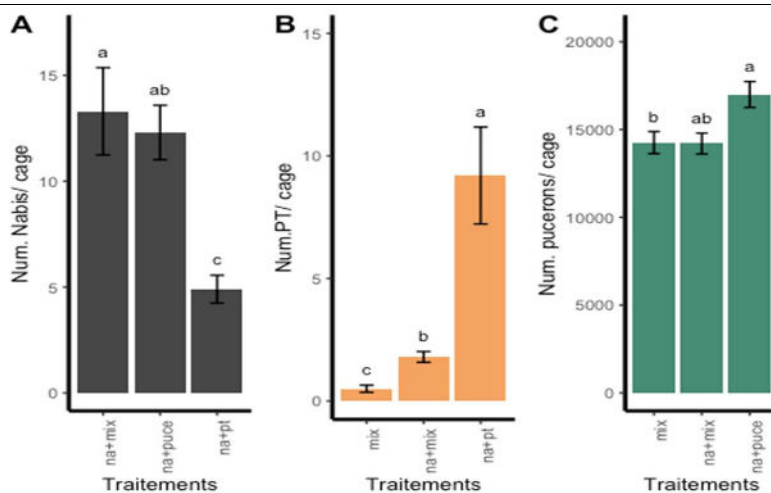 A
Num. Nabis/ cage
15
10
5
0
a
ab
c
na+mix
na+puce
na+pt
Traitements
B
Num.PT/ cage
15
10
5
0
c
b
a
mix
na+mix
na+pt
Traitements
C
Num. pucerons/ cage
20000
15000
10000
5000
0
b
ab
a
mix
na+mix
na+puce
Traitements